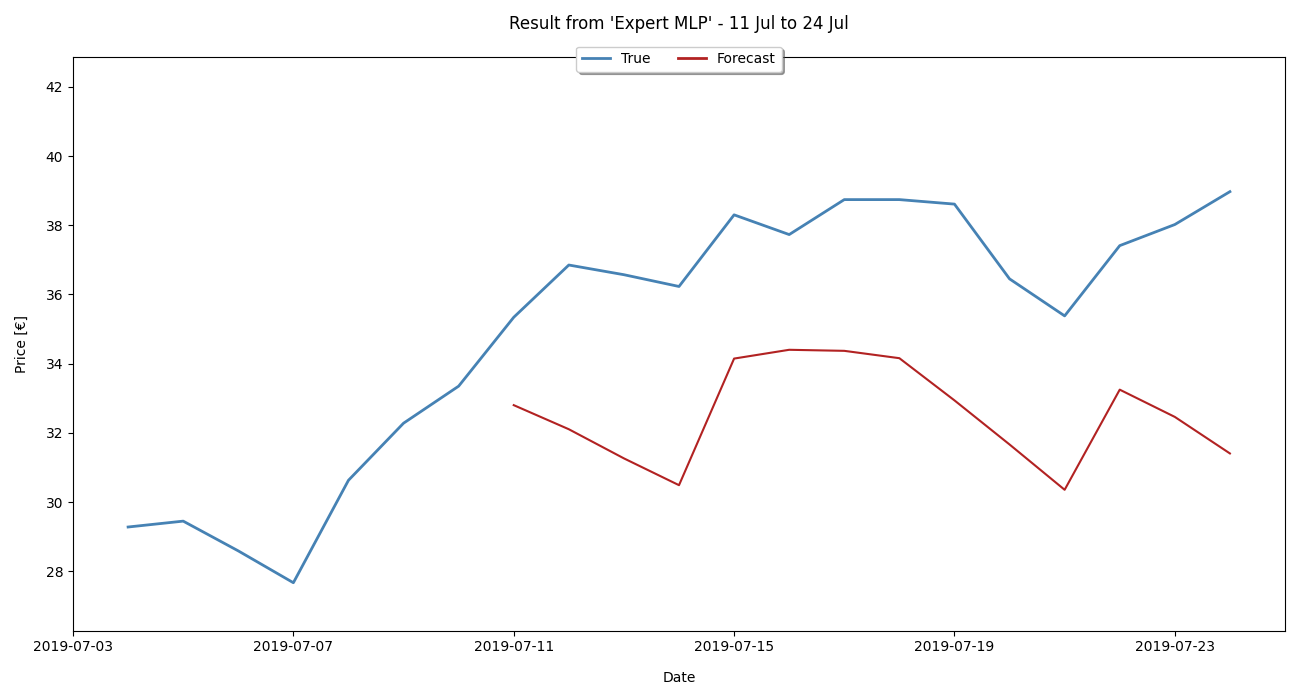 Result from 'Expert MLP' - 11 Jul to 24 Jul
True Forecast
42
40
38
36
34
32
30
28
Price [€]
2019-07-03 2019-07-07 2019-07-11 2019-07-15 2019-07-19 2019-07-23
Date